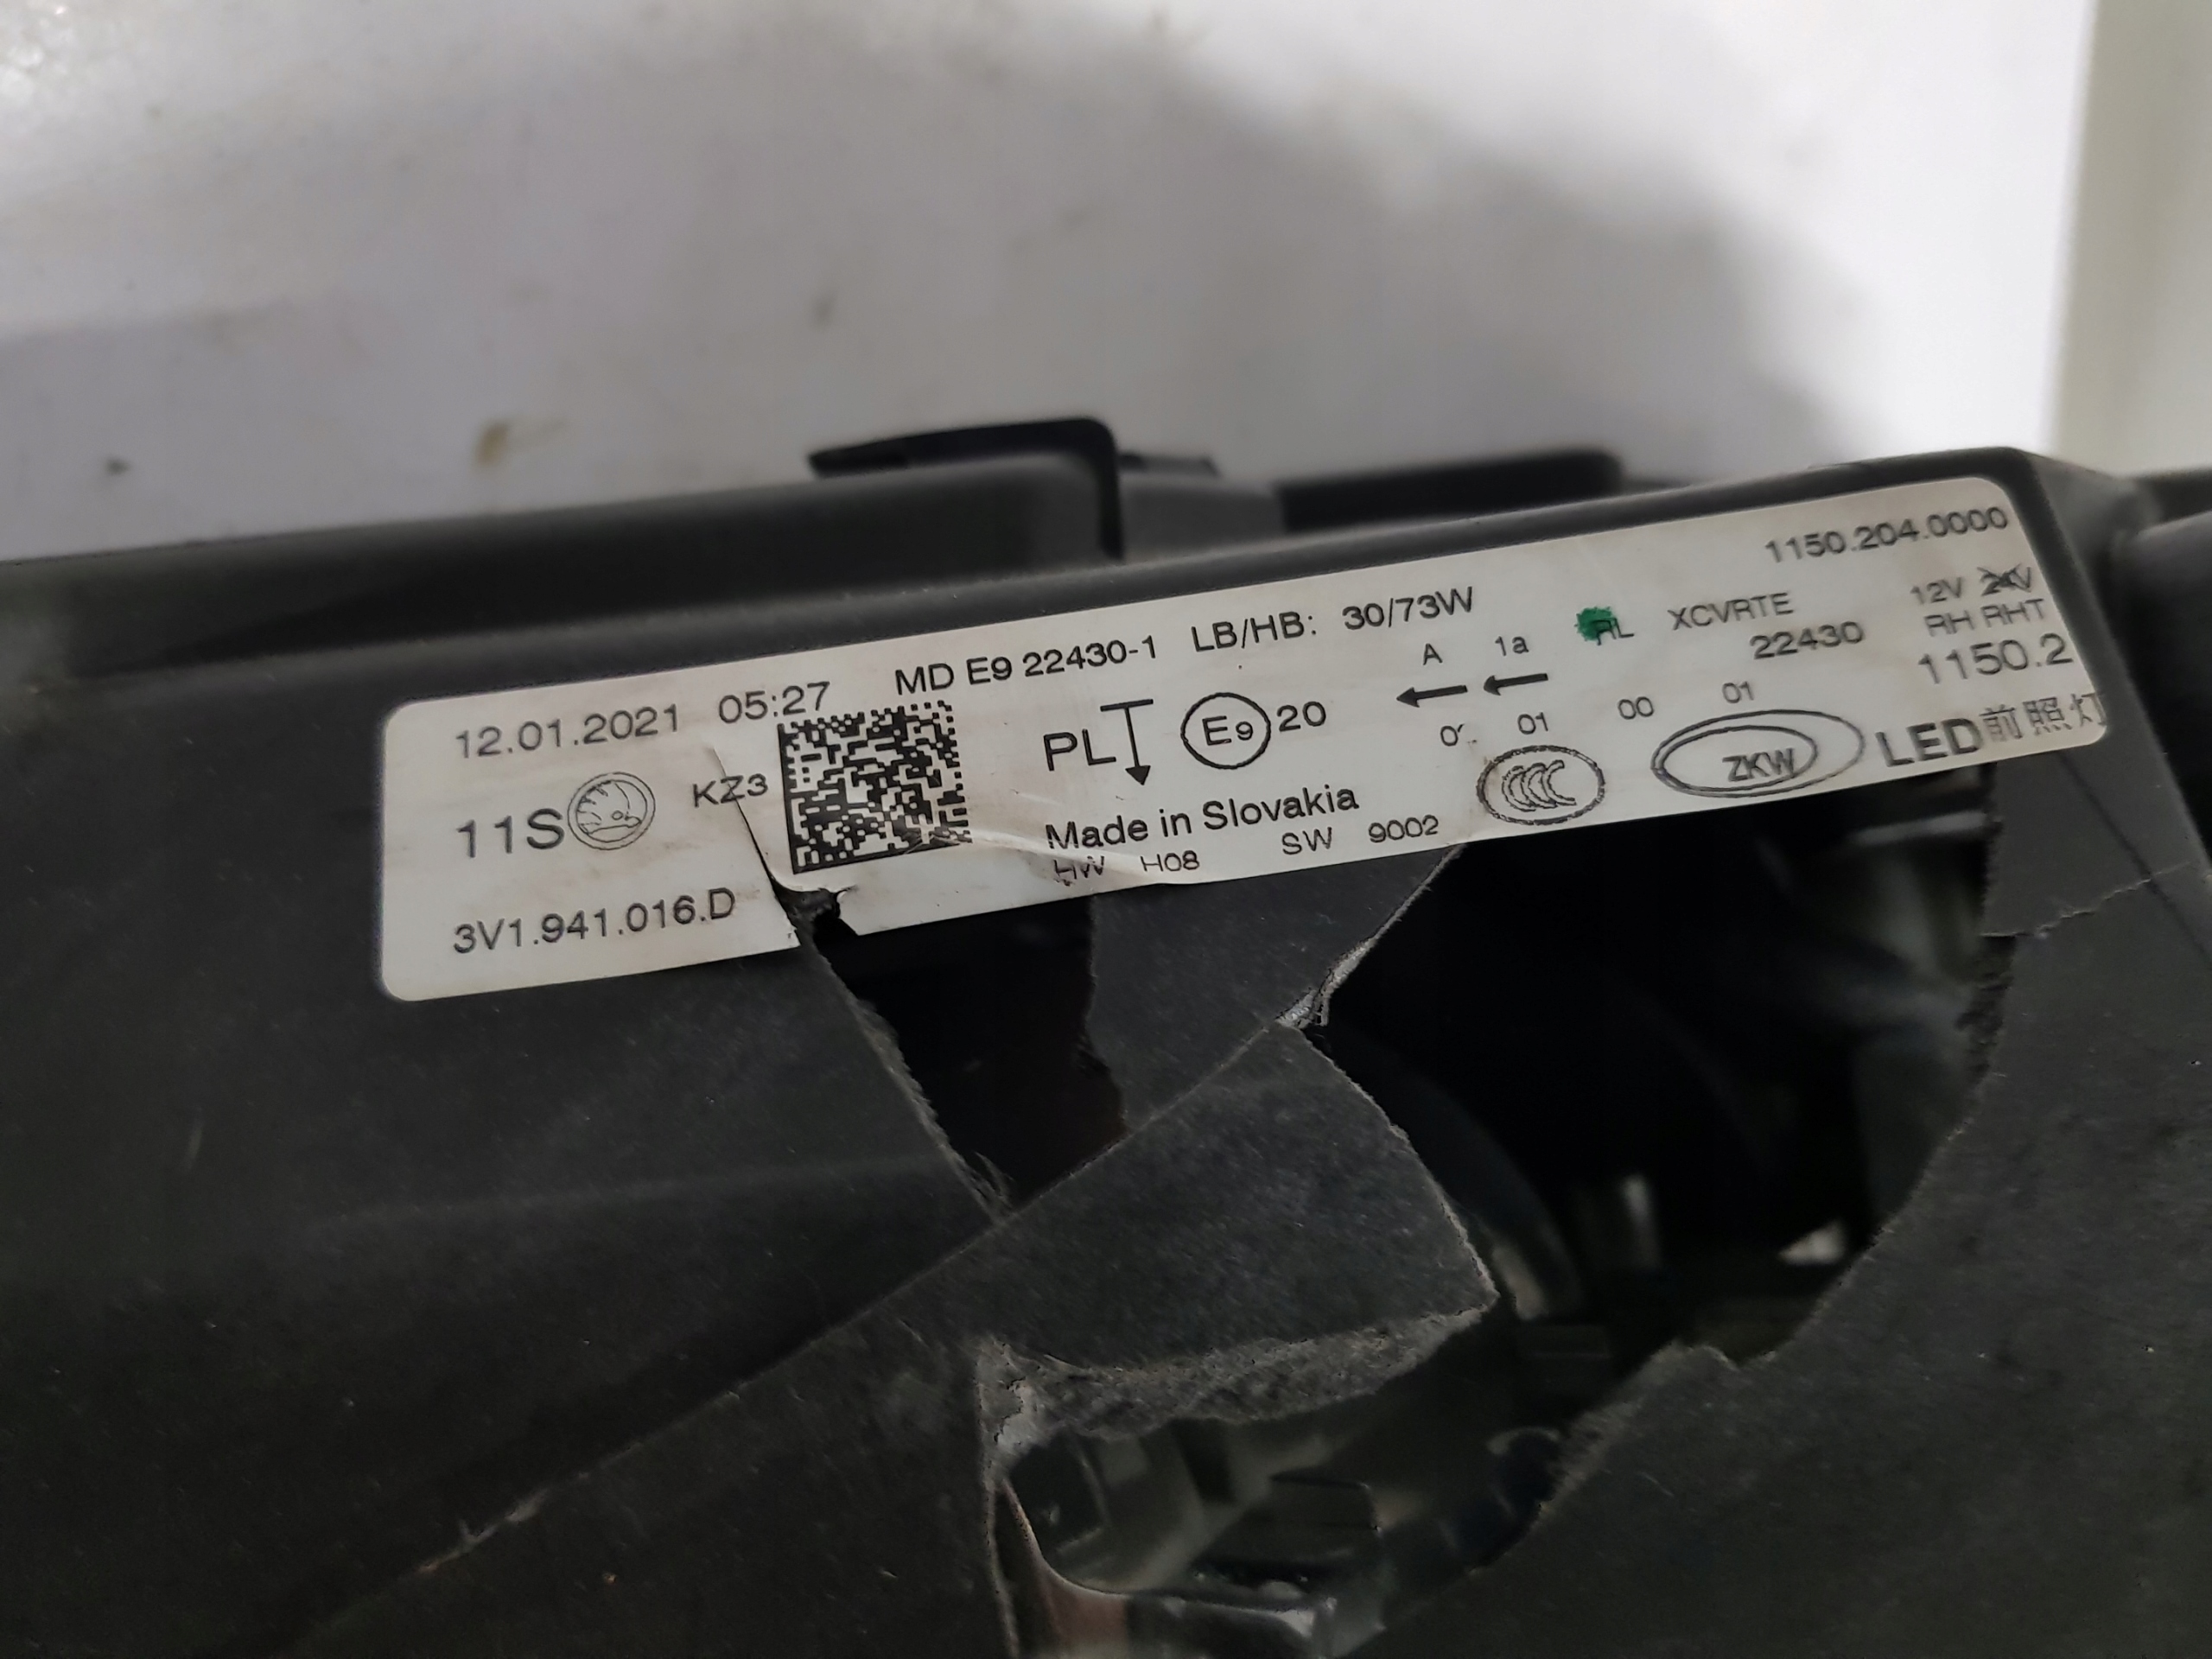 1150.204.0000
12.01.2021 05:27 MD E9 22430-1 LB/HB: 30/73W
A 1a RL XCVRTE 12V 24V
22430 RH RHT
11S KZ3 PL E9 20 01 00 01 1150.2
Made in Slovakia CCC ZKW LED前照灯
HW H08 SW 9002
3V1.941.016.D